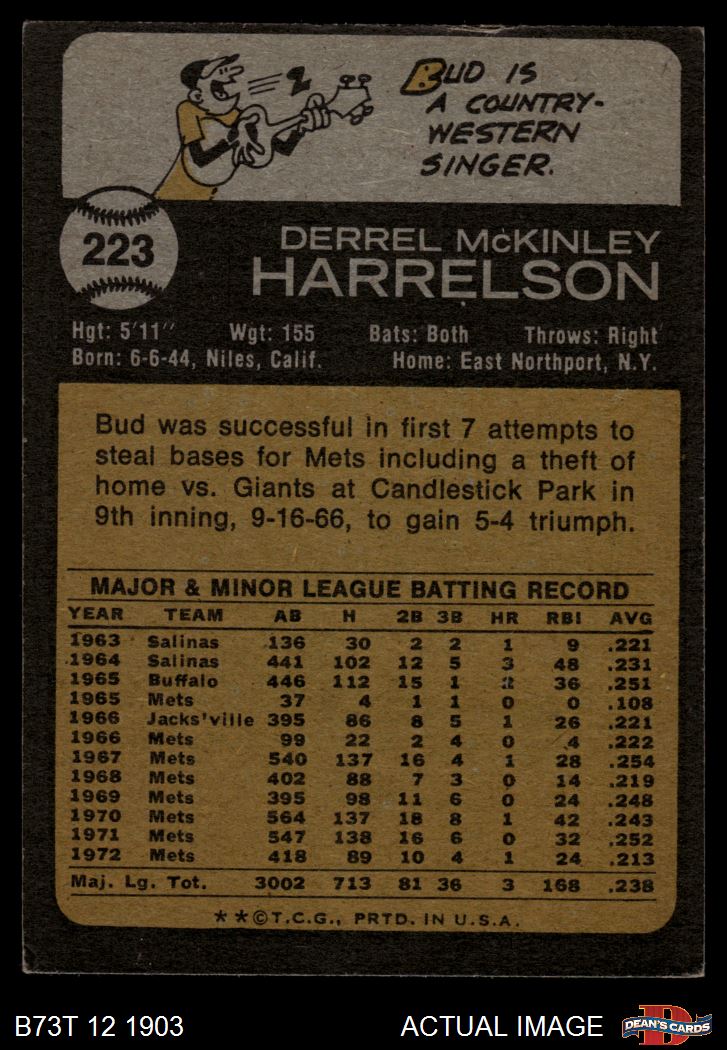 BUD IS
A COUNTRY-
WESTERN
SINGER.
223
DERREL McKINLEY
HARRELSON
Hgt: 5'11" Wgt: 155 Bats: Both Throws: Right
Born: 6-6-44, Niles, Calif. Home: East Northport, N.Y.
Bud was successful in first 7 attempts to
steal bases for Mets including a theft of
home vs. Giants at Candlestick Park in
9th inning, 9-16-66, to gain 5-4 triumph.
MAJOR & MINOR LEAGUE BATTING RECORD
YEAR TEAM AB H 2B 3B HR RBI AVG
1963 Salinas 136 30 2 2 1 9 .221
1964 Salinas 441 102 12 5 3 48 .231
1965 Buffalo 446 112 15 1 2 36 .251
1965 Mets 37 4 1 1 0 0 .108
1966 Jacks'ville 395 86 8 5 1 26 .221
1966 Mets 99 22 2 4 0 4 .222
1967 Mets 540 137 16 4 1 28 .254
1968 Mets 402 88 7 3 0 14 .219
1969 Mets 395 98 11 6 0 24 .248
1970 Mets 564 137 18 8 1 42 .243
1971 Mets 547 138 16 6 0 32 .252
1972 Mets 418 89 10 4 1 24 .213
Maj. Lg. Tot. 3002 713 81 36 3 168 .238
**©T.C.G., PRTD. IN U.S.A.
B73T 12 1903 ACTUAL IMAGE D DEAN'S CARDS